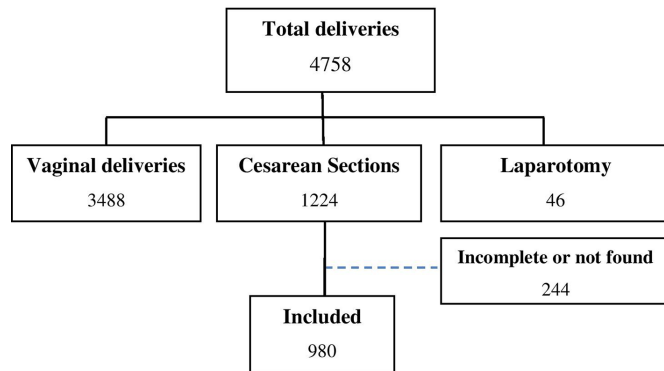 Total deliveries
4758
Vaginal deliveries
3488
Cesarean Sections
1224
Laparotomy
46
Incomplete or not found
244
Included
980